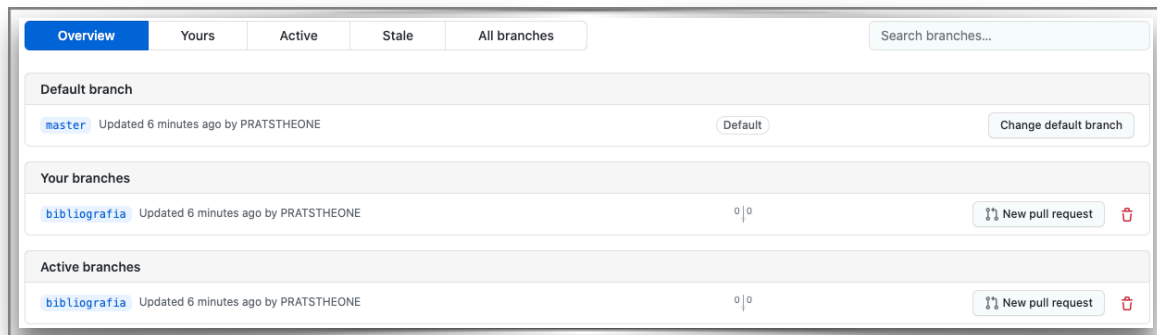 Overview Yours Active Stale All branches Search branches...
Default branch
master Updated 6 minutes ago by PRATSTHEONE Default Change default branch
Your branches
bibliografia Updated 6 minutes ago by PRATSTHEONE 0 0 New pull request
Active branches
bibliografia Updated 6 minutes ago by PRATSTHEONE 0 0 New pull request